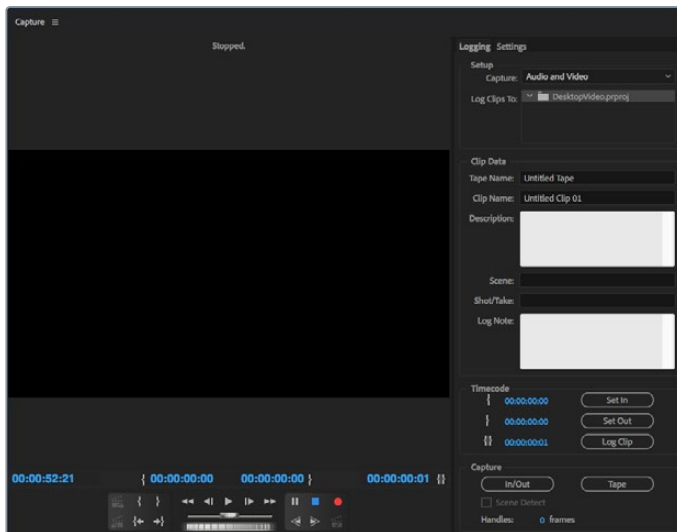 Capture
Stopped.
Logging Settings
Setup
Capture: Audio and Video
Log Clips To: DesktopVideo.prproj
Clip Data
Tape Name: Untitled Tape
Clip Name: Untitled Clip 01
Description:
Scene:
Shot/Take:
Log Note:
Timecode
{ 00:00:00:00 Set In
} 00:00:00:00 Set Out
{} 00:00:00:01 Log Clip
Capture
In/Out Tape
Scene Detect
Handles: 0 frames
00:00:52:21 { 00:00:00:00 00:00:00:00 } 00:00:00:01 {}